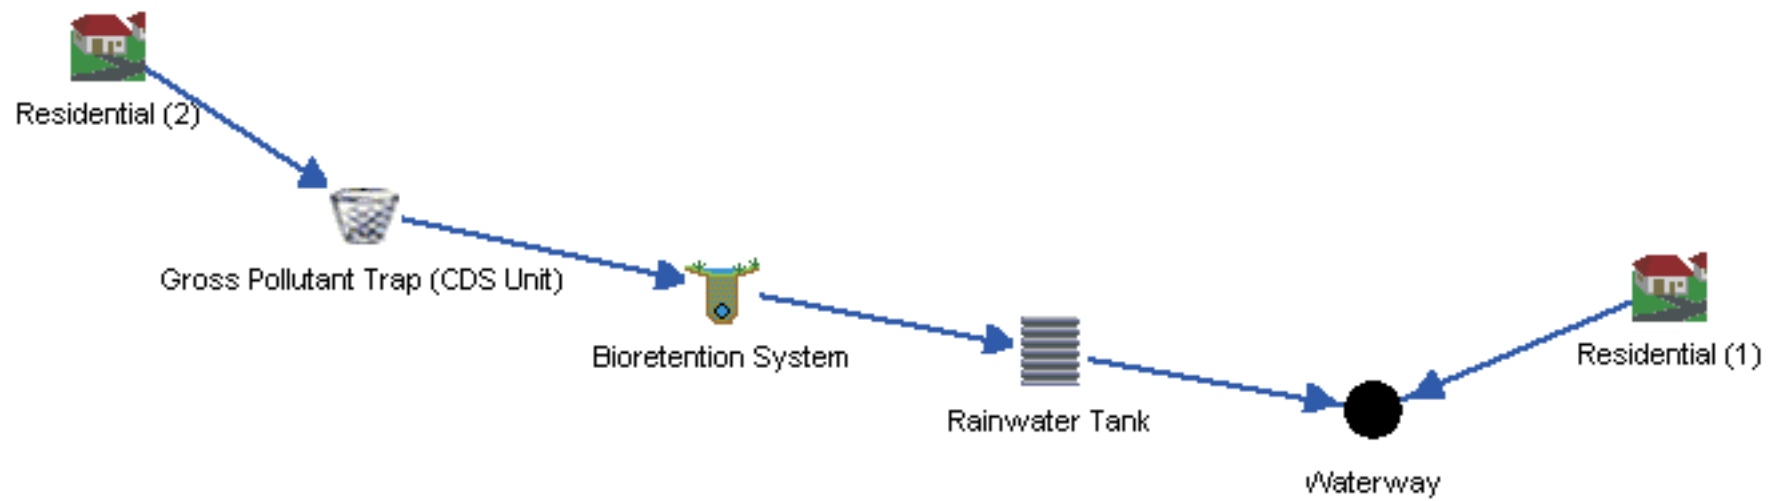 Residential (2)
Gross Pollutant Trap (CDS Unit)
Bioretention System
Residential (1)
Rainwater Tank
Waterway